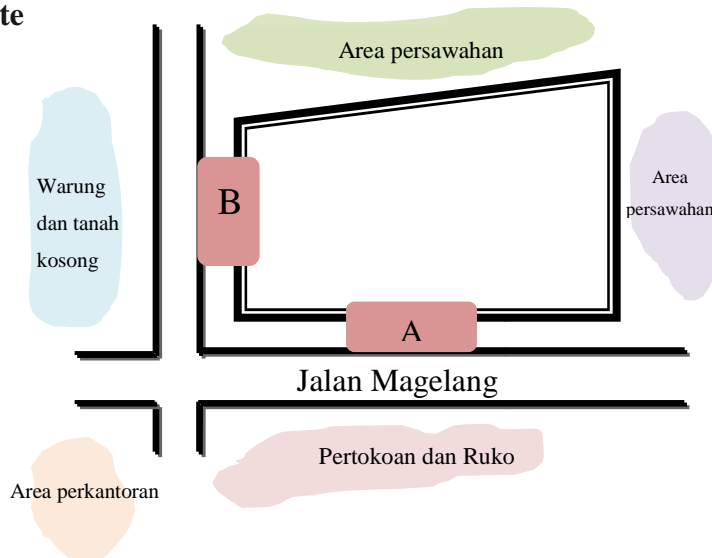 te
Area persawahan
Warung
dan tanah
kosong
B
Area
persawahan
A
Jalan Magelang
Pertokoan dan Ruko
Area perkantoran